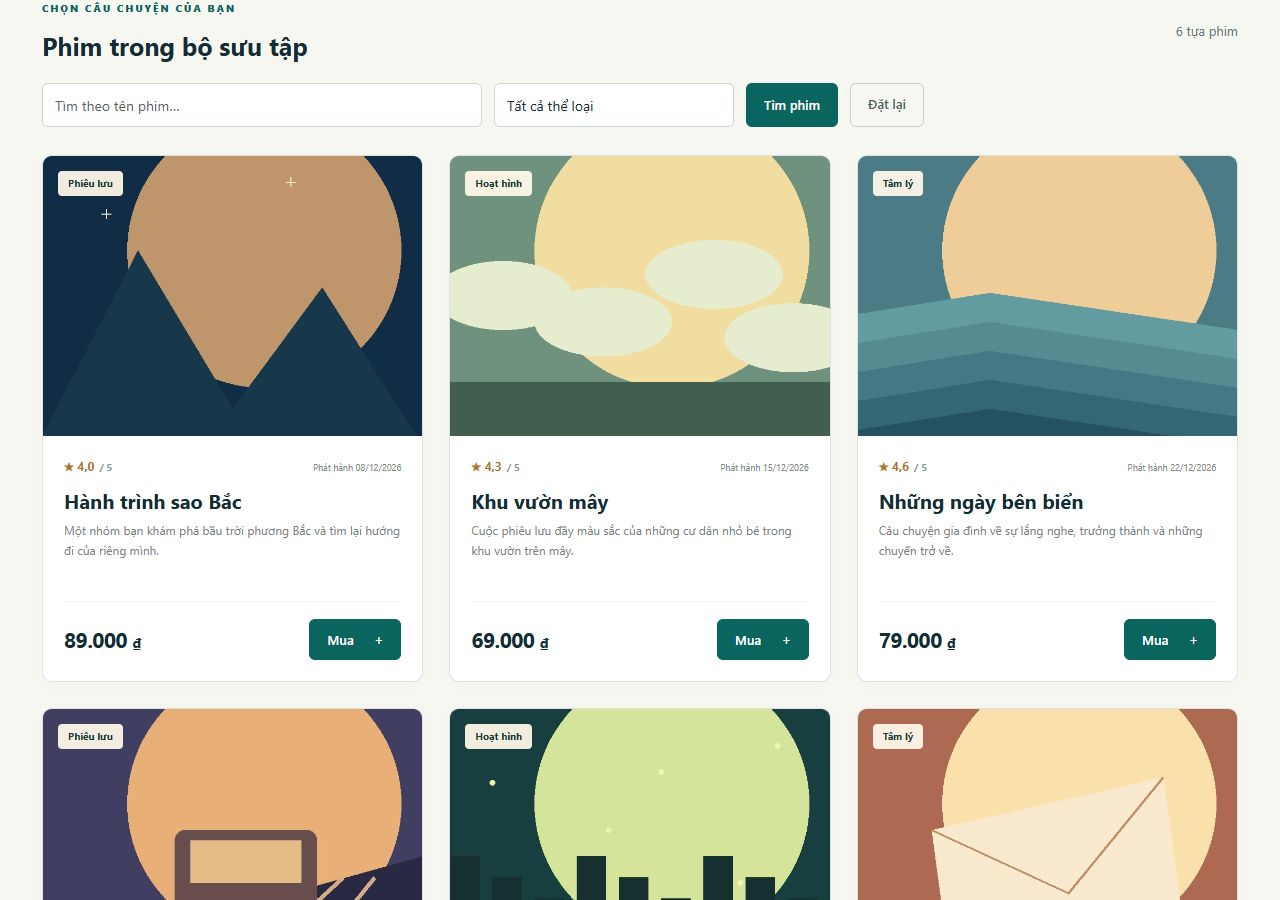 CHỌN CÂU CHUYỆN CỦA BẠN
Phim trong bộ sưu tập
6 tựa phim
Tìm theo tên phim...
Tất cả thể loại
Tìm phim
Đặt lại
Phiêu lưu
Hoạt hình
Tâm lý
★ 4,0 / 5
Phát hành 08/12/2026
Hành trình sao Bắc
Một nhóm bạn khám phá bầu trời phương Bắc và tìm lại hướng
đi của riêng mình.
89.000 ₫
Mua +
★ 4,3 / 5
Phát hành 15/12/2026
Khu vườn mây
Cuộc phiêu lưu đầy màu sắc của những cư dân nhỏ bé trong
khu vườn trên mây.
69.000 ₫
Mua +
★ 4,6 / 5
Phát hành 22/12/2026
Những ngày bên biển
Câu chuyện gia đình về sự lắng nghe, trưởng thành và những
chuyến trở về.
79.000 ₫
Mua +
Phiêu lưu
Hoạt hình
Tâm lý